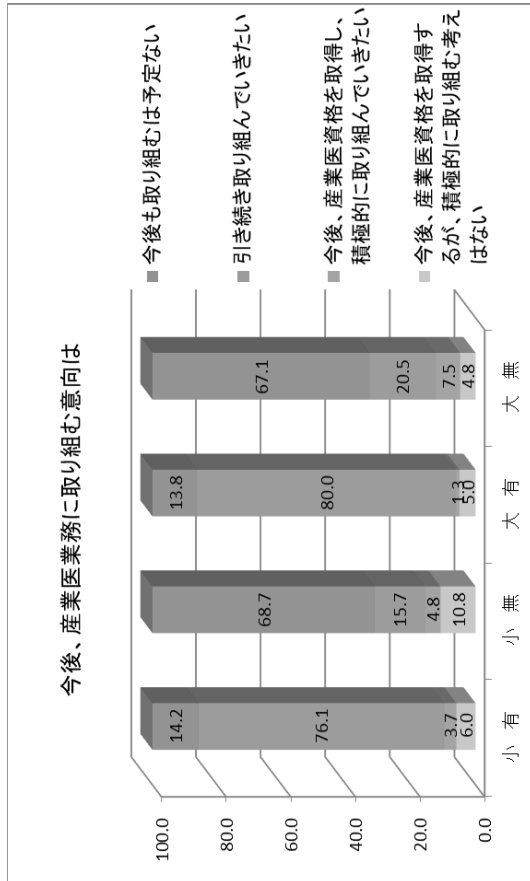 今後、産業医業務に取り組む意向は
100.0
80.0
60.0
40.0
20.0
0.0
14.2
76.1
3.7
6.0
68.7
15.7
4.8
10.8
13.8
80.0
1.3
5.0
67.1
20.5
7.5
4.8
小 有
小 無
大 有
大 無
今後も取り組むは予定ない
引き続き取り組んでいきたい
今後、産業医資格を取得し、
積極的に取り組んでいきたい
今後、産業医資格を取得す
るが、積極的に取り組む考え
はない